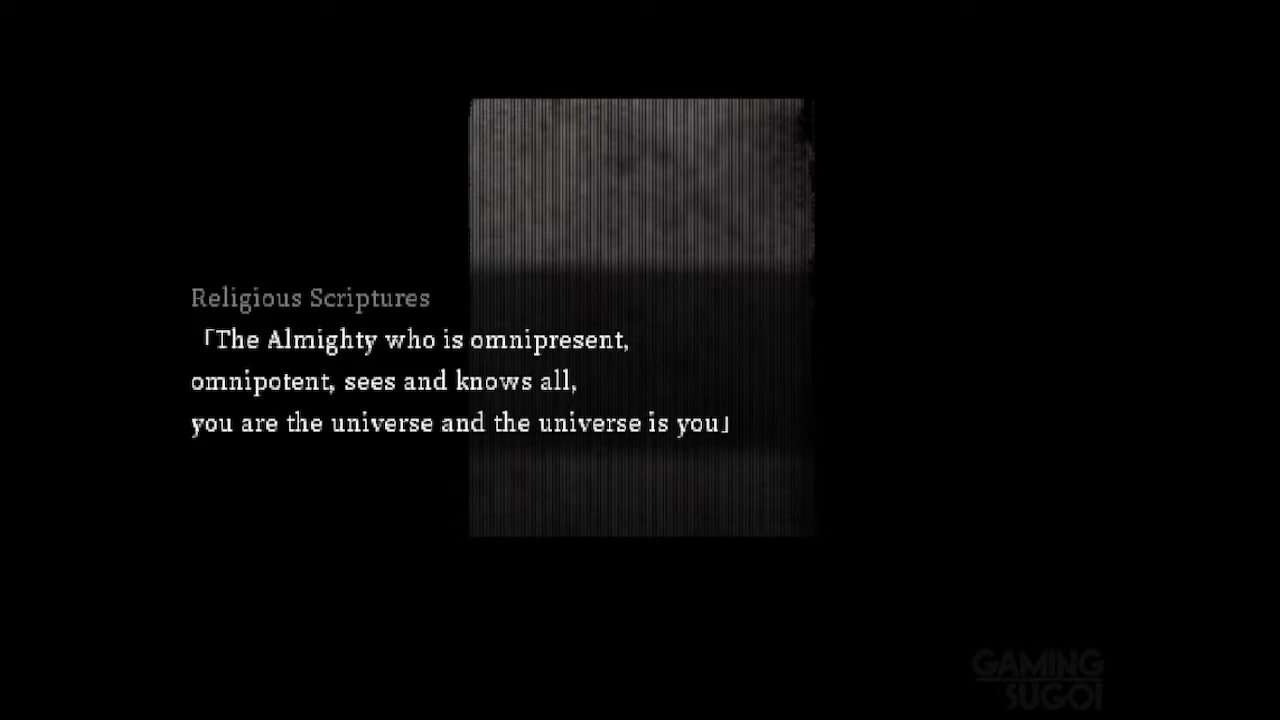 Religious Scriptures
「The Almighty who is omnipresent,
omnipotent, sees and knows all,
you are the universe and the universe is you」
GAMING
SUGOI